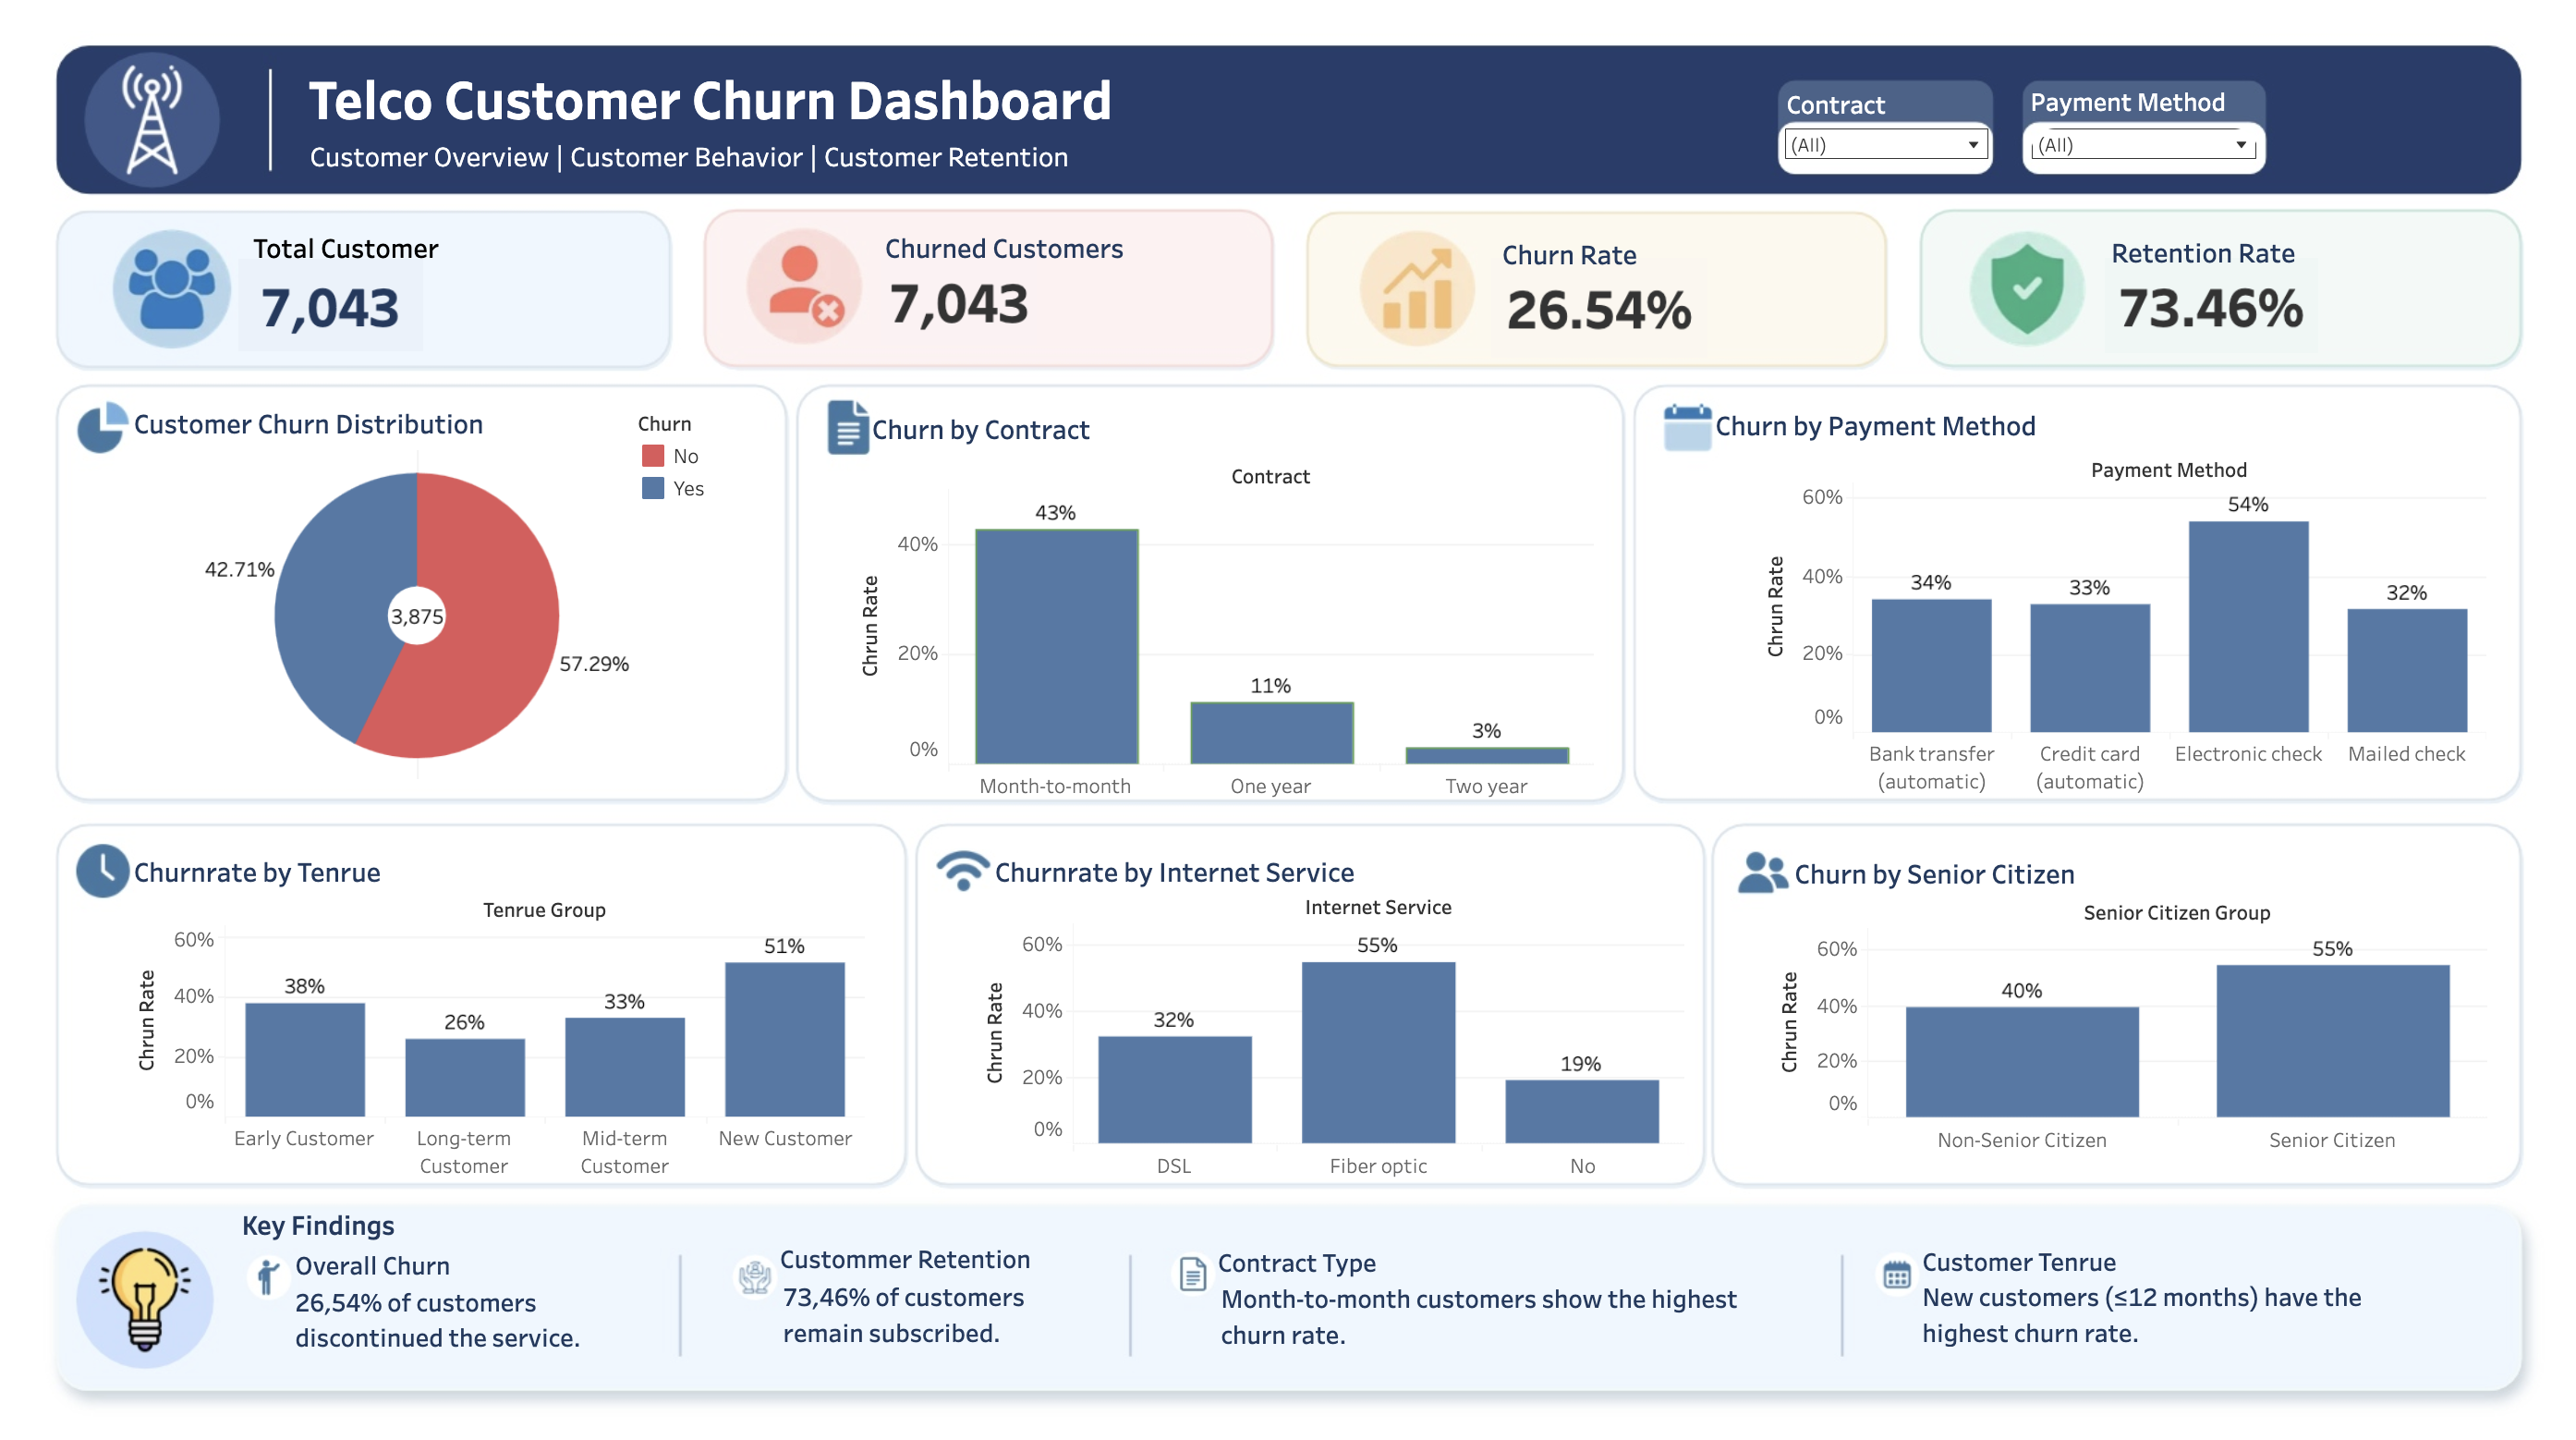 Telco Customer Churn Dashboard
Customer Overview | Customer Behavior | Customer Retention
Contract
(All)
Payment Method
(All)
Total Customer
7,043
Churned Customers
7,043
Churn Rate
26.54%
Retention Rate
73.46%
Customer Churn Distribution
Churn
No
Yes
42.71%
3,875
57.29%
Churn by Contract
Contract
Chrun Rate
40%
20%
0%
43%
11%
3%
Month-to-month
One year
Two year
Churn by Payment Method
Payment Method
Chrun Rate
60%
40%
20%
0%
34%
33%
54%
32%
Bank transfer
(automatic)
Credit card
(automatic)
Electronic check
Mailed check
Churnrate by Tenrue
Tenrue Group
Chrun Rate
60%
40%
20%
0%
38%
26%
33%
51%
Early Customer
Long-term
Customer
Mid-term
Customer
New Customer
Churnrate by Internet Service
Internet Service
Chrun Rate
60%
40%
20%
0%
32%
55%
19%
DSL
Fiber optic
No
Churn by Senior Citizen
Senior Citizen Group
Chrun Rate
60%
40%
20%
0%
40%
55%
Non-Senior Citizen
Senior Citizen
Key Findings
Overall Churn
26,54% of customers
discontinued the service.
Custommer Retention
73,46% of customers
remain subscribed.
Contract Type
Month-to-month customers show the highest
churn rate.
Customer Tenrue
New customers (≤12 months) have the
highest churn rate.